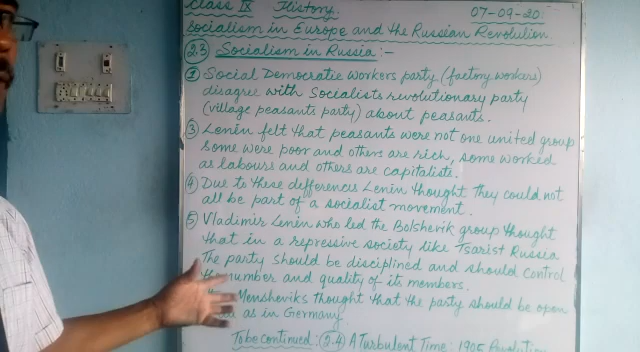 Class IX History. 07-09-20.
Socialism in Europe and the Russian Revolution.
2.3 Socialism in Russia :-
① Social Democratic Workers party (factory workers)
disagree with Socialists revolutionary party
(village peasants party) about peasants.
③ Lenin felt that peasants were not one united group
some were poor and others are rich, some worked
as labours and others are capitalists.
④ Due to these defferences Lenin thought they could not
all be part of a socialist movement.
⑤ Vladimir Lenin who led the Bolshevik group thought
that in a repressive society like Tsarist Russia
The party should be disciplined and should control
the number and quality of its members.
Mensheviks thought that the party should be open
as in Germany.
To be continued: 2.4 A Turbulent Time: 1905 Revolution